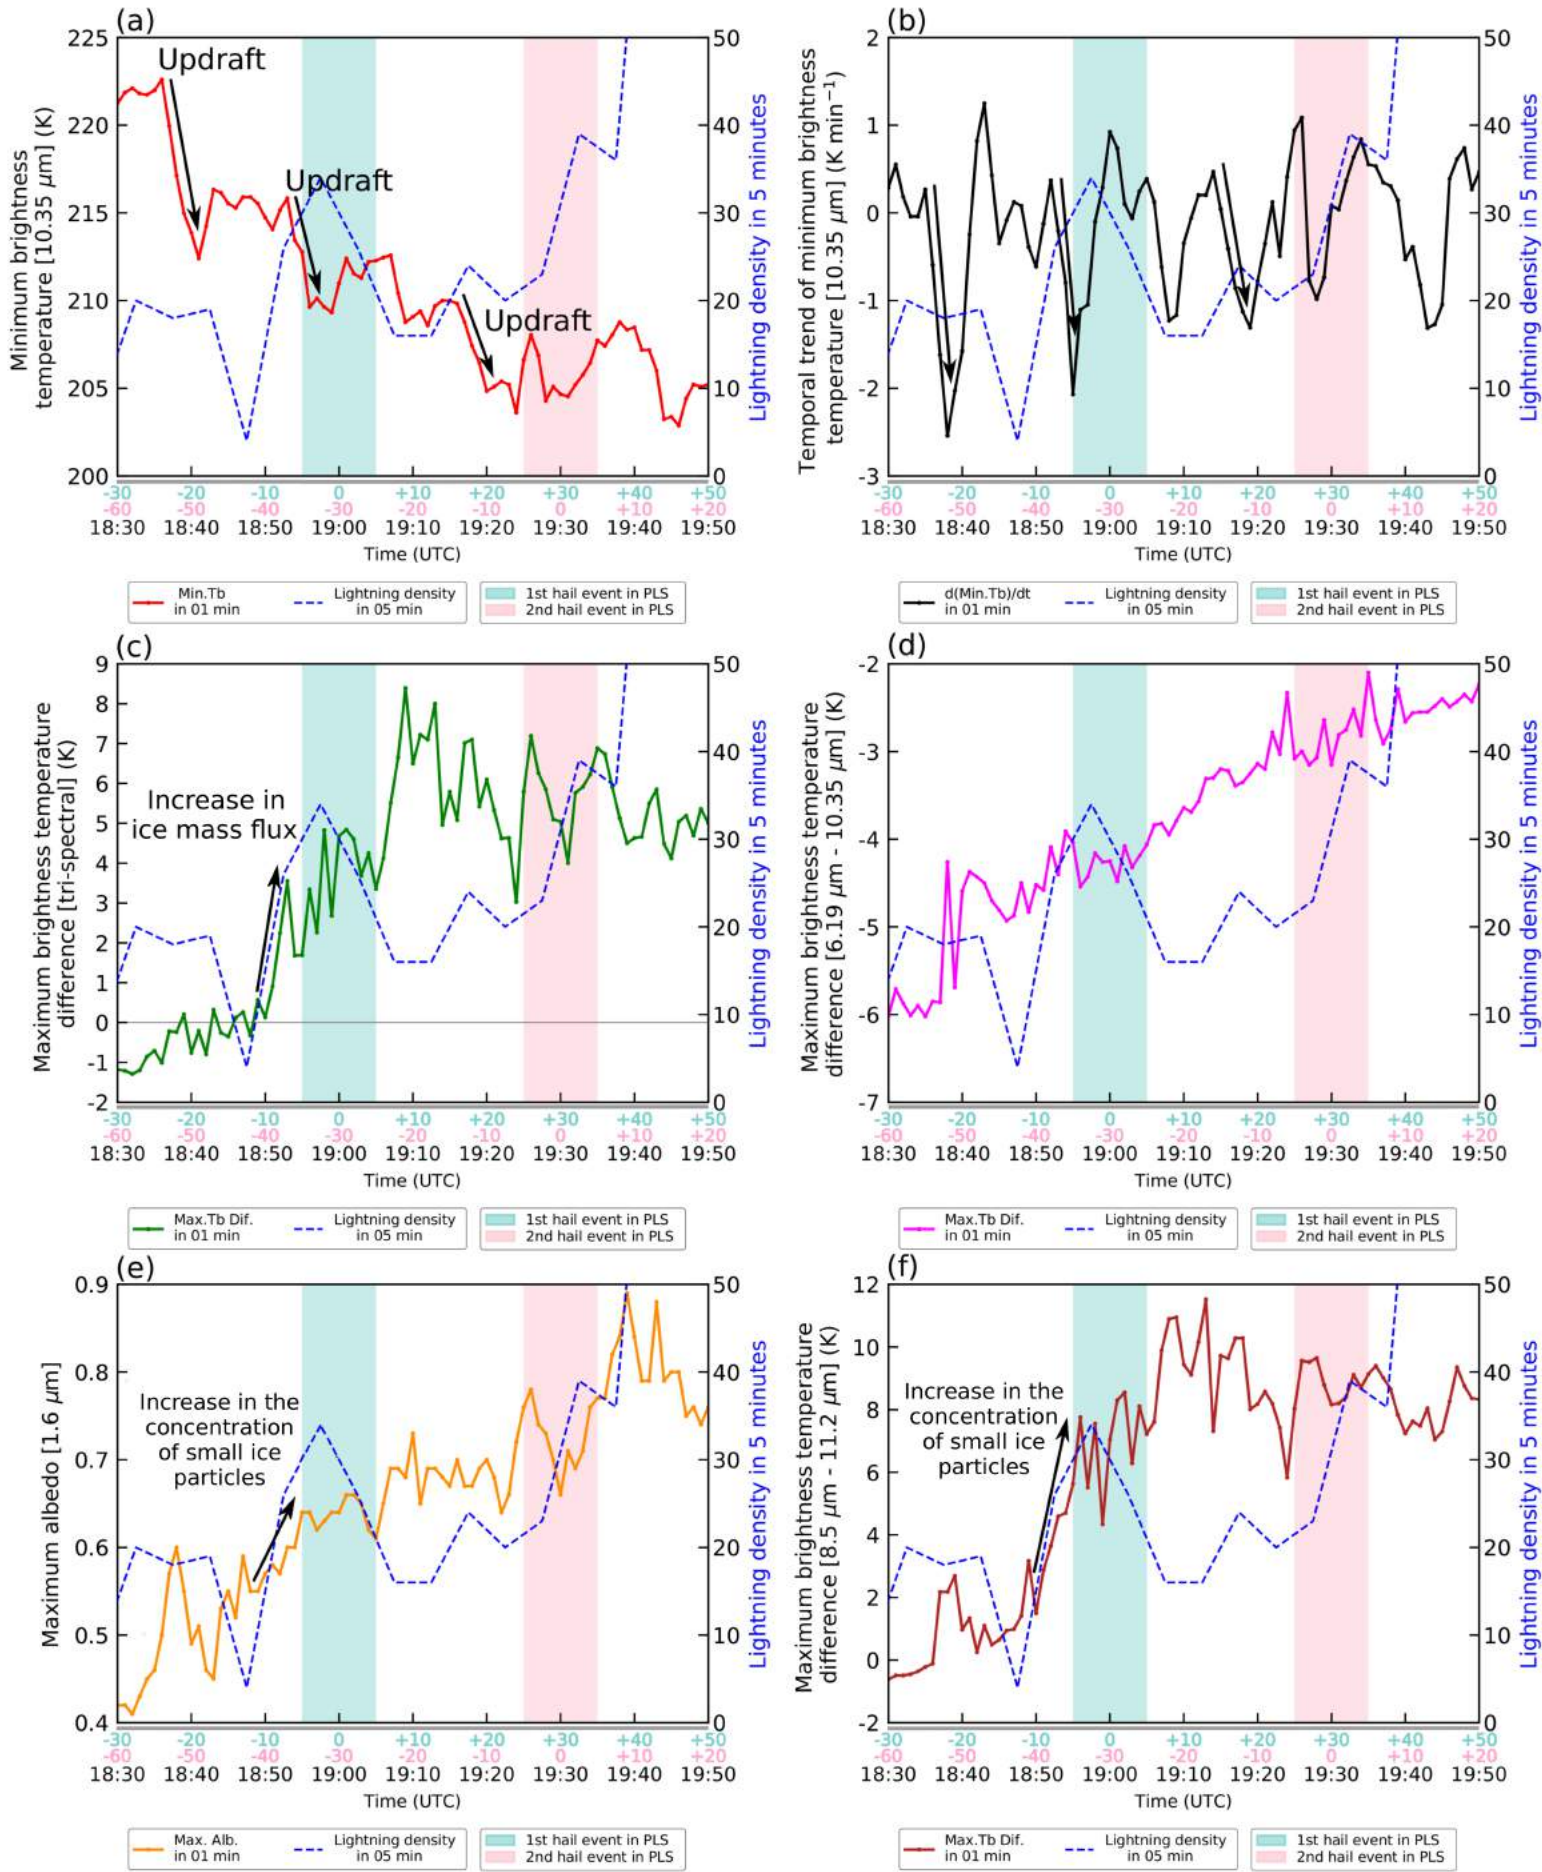 (a)
225
220
215
210
205
200
Minimum brightness
temperature [10.35 μm] (K)
Updraft
Updraft
Updraft
50
40
30
20
10
0
Lightning density in 5 minutes
-30 -20 -10 0 +10 +20 +30 +40 +50
-60 -50 -40 -30 -20 -10 0 +10 +20
18:30 18:40 18:50 19:00 19:10 19:20 19:30 19:40 19:50
Time (UTC)
Min.Tb
in 01 min
Lightning density
in 05 min
1st hail event in PLS
2nd hail event in PLS
(b)
2
1
0
-1
-2
-3
Temporal trend of minimum brightness
temperature [10.35 μm] (K min⁻¹)
50
40
30
20
10
0
Lightning density in 5 minutes
-30 -20 -10 0 +10 +20 +30 +40 +50
-60 -50 -40 -30 -20 -10 0 +10 +20
18:30 18:40 18:50 19:00 19:10 19:20 19:30 19:40 19:50
Time (UTC)
d(Min.Tb)/dt
in 01 min
Lightning density
in 05 min
1st hail event in PLS
2nd hail event in PLS
(c)
9
8
7
6
5
4
3
2
1
0
-1
-2
Maximum brightness temperature
difference [tri-spectral] (K)
Increase in
ice mass flux
50
40
30
20
10
0
Lightning density in 5 minutes
-30 -20 -10 0 +10 +20 +30 +40 +50
-60 -50 -40 -30 -20 -10 0 +10 +20
18:30 18:40 18:50 19:00 19:10 19:20 19:30 19:40 19:50
Time (UTC)
Max.Tb Dif.
in 01 min
Lightning density
in 05 min
1st hail event in PLS
2nd hail event in PLS
(d)
-2
-3
-4
-5
-6
-7
Maximum brightness temperature
difference [6.19 μm - 10.35 μm] (K)
50
40
30
20
10
0
Lightning density in 5 minutes
-30 -20 -10 0 +10 +20 +30 +40 +50
-60 -50 -40 -30 -20 -10 0 +10 +20
18:30 18:40 18:50 19:00 19:10 19:20 19:30 19:40 19:50
Time (UTC)
Max.Tb Dif.
in 01 min
Lightning density
in 05 min
1st hail event in PLS
2nd hail event in PLS
(e)
0.9
0.8
0.7
0.6
0.5
0.4
Maximum albedo [1.6 μm]
Increase in the
concentration
of small ice
particles
50
40
30
20
10
0
Lightning density in 5 minutes
-30 -20 -10 0 +10 +20 +30 +40 +50
-60 -50 -40 -30 -20 -10 0 +10 +20
18:30 18:40 18:50 19:00 19:10 19:20 19:30 19:40 19:50
Time (UTC)
Max. Alb.
in 01 min
Lightning density
in 05 min
1st hail event in PLS
2nd hail event in PLS
(f)
12
10
8
6
4
2
0
-2
Maximum brightness temperature
difference [8.5 μm - 11.2 μm] (K)
Increase in the
concentration
of small ice
particles
50
40
30
20
10
0
Lightning density in 5 minutes
-30 -20 -10 0 +10 +20 +30 +40 +50
-60 -50 -40 -30 -20 -10 0 +10 +20
18:30 18:40 18:50 19:00 19:10 19:20 19:30 19:40 19:50
Time (UTC)
Max.Tb Dif.
in 01 min
Lightning density
in 05 min
1st hail event in PLS
2nd hail event in PLS